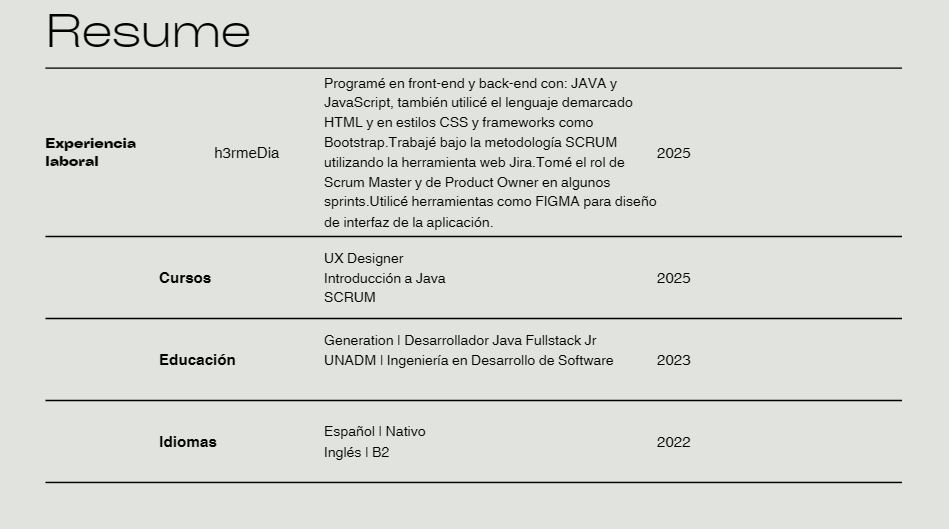 Resume
Experiencia
laboral
h3rmeDia
Programé en front-end y back-end con: JAVA y
JavaScript, también utilicé el lenguaje demarcado
HTML y en estilos CSS y frameworks como
Bootstrap.Trabajé bajo la metodología SCRUM
utilizando la herramienta web Jira.Tomé el rol de
Scrum Master y de Product Owner en algunos
sprints.Utilicé herramientas como FIGMA para diseño
de interfaz de la aplicación.
2025
Cursos
UX Designer
Introducción a Java
SCRUM
2025
Educación
Generation | Desarrollador Java Fullstack Jr
UNADM | Ingeniería en Desarrollo de Software
2023
Idiomas
Español | Nativo
Inglés | B2
2022